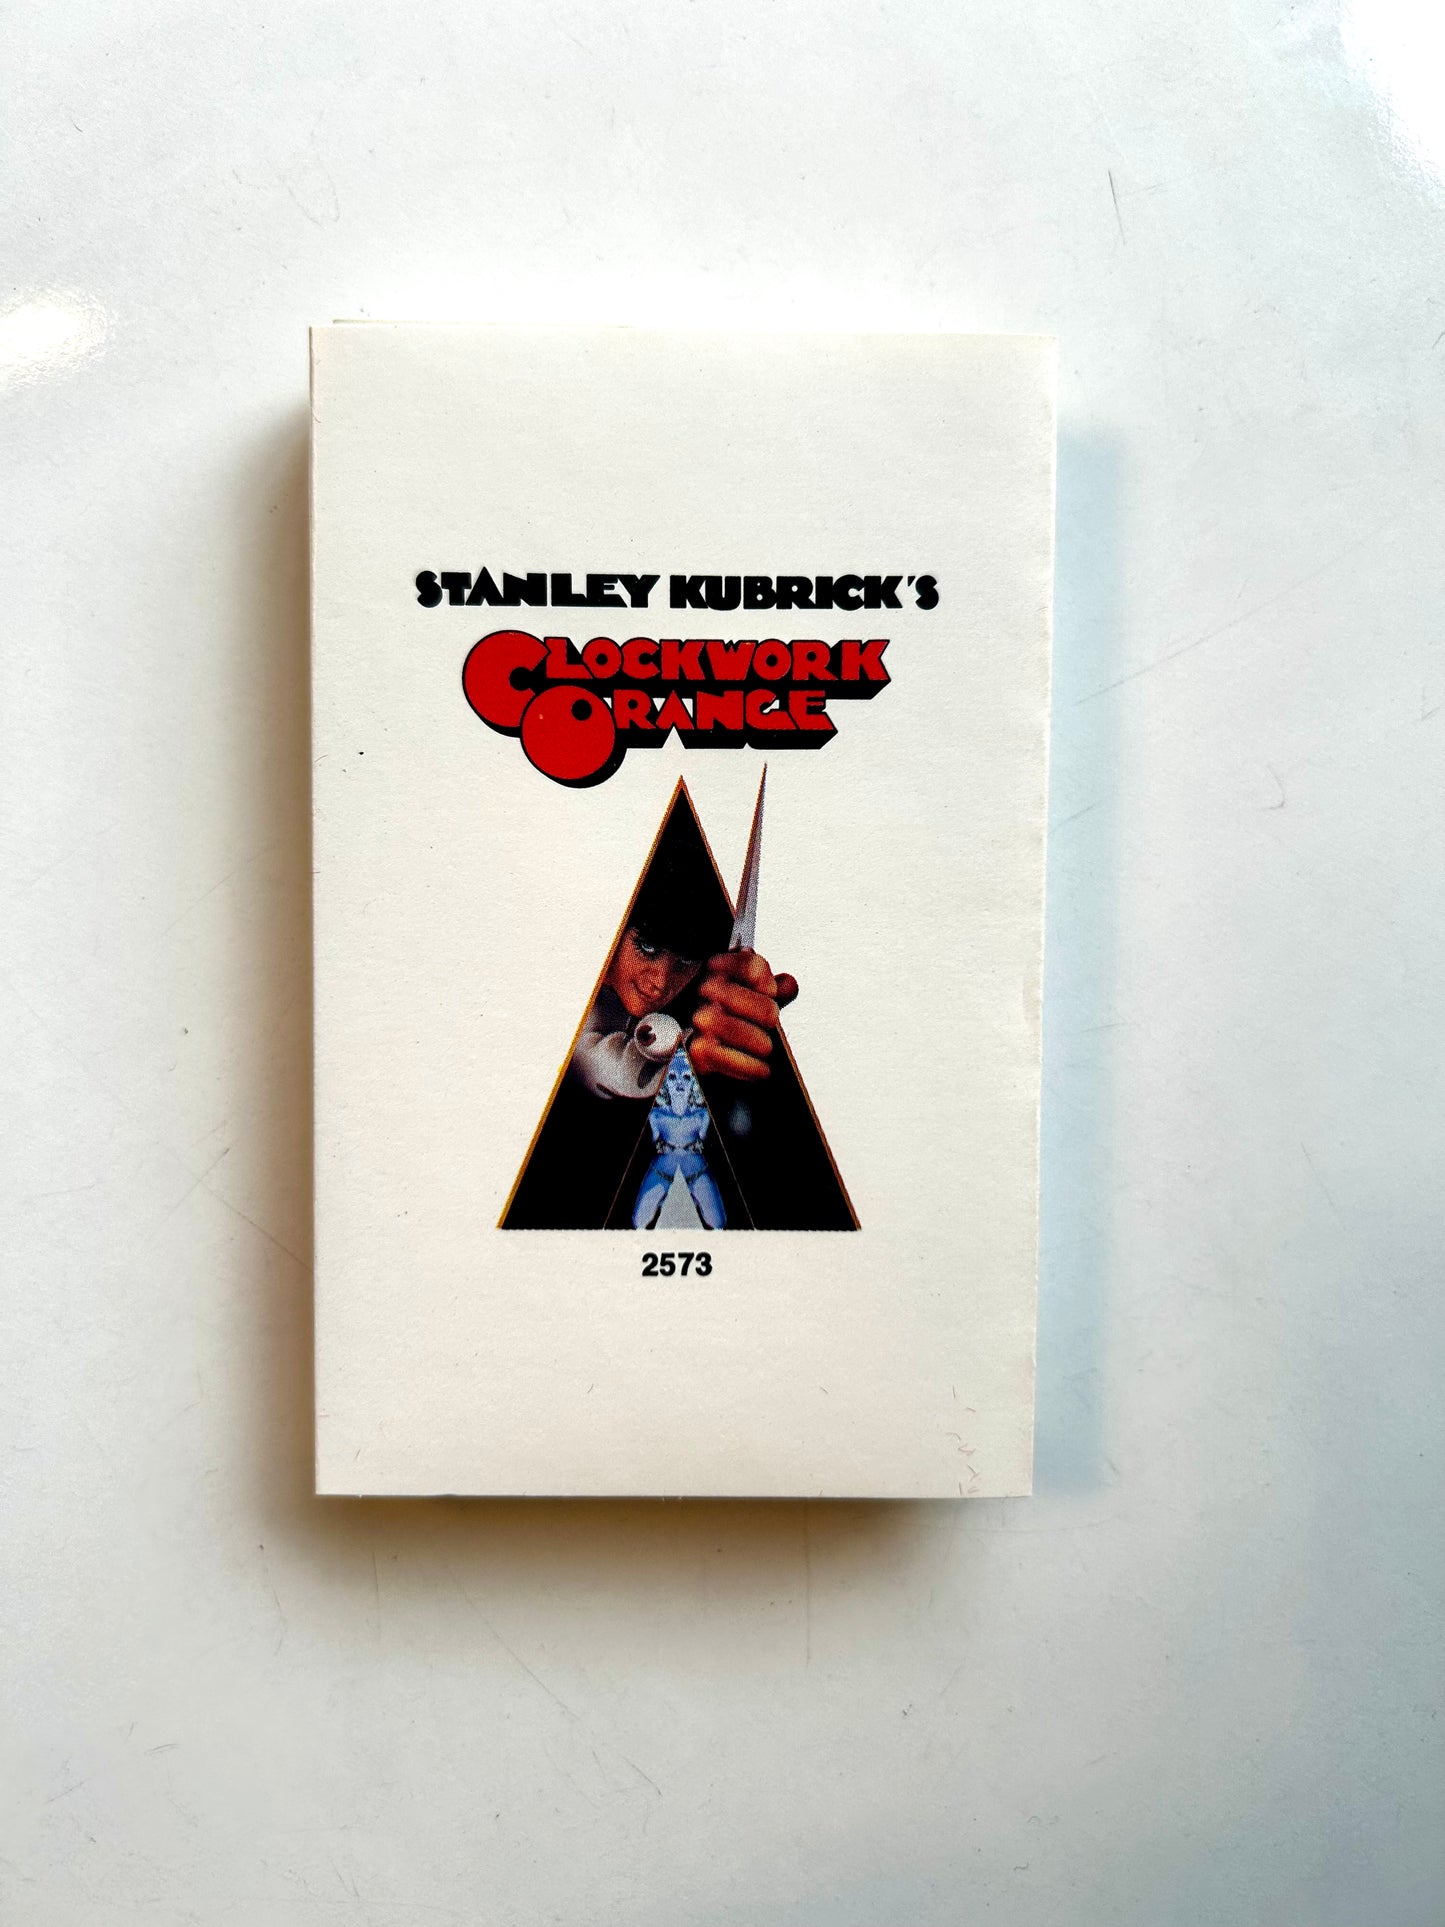 STANLEY KUBRICK'S
CLOCKWORK
ORANGE
2573